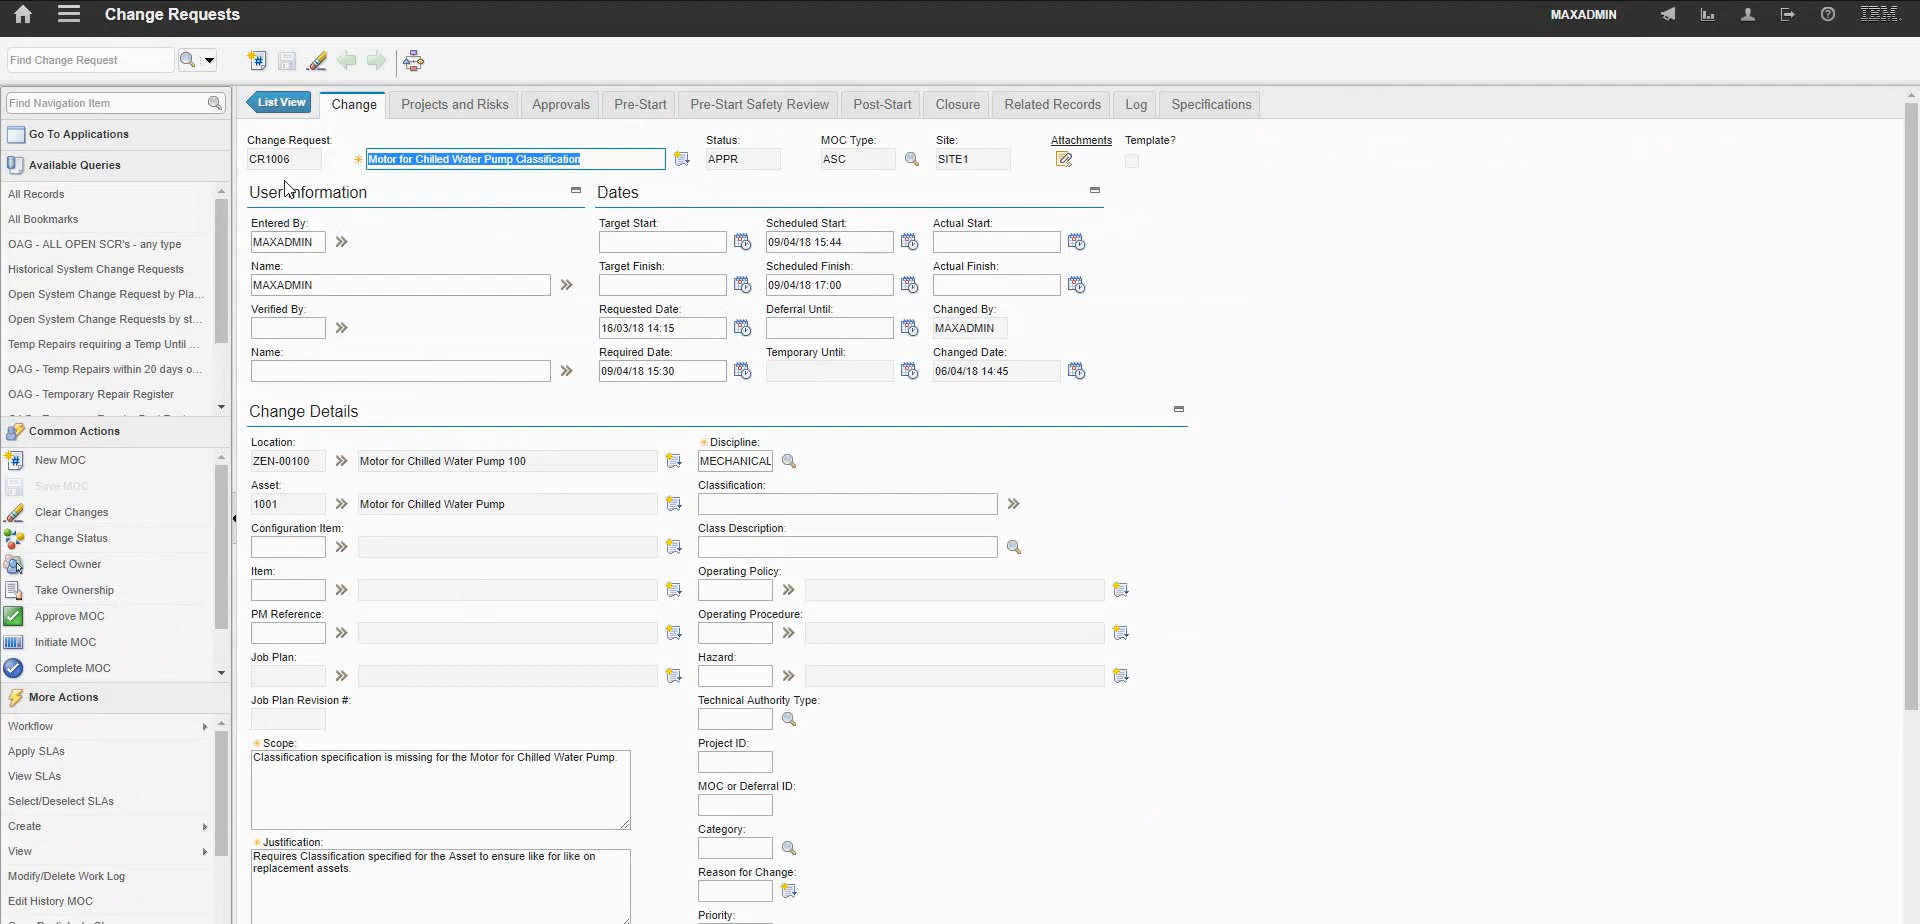 Change Requests
MAXADMIN
IBM.
Find Change Request
Find Navigation Item
Go To Applications
Available Queries
All Records
All Bookmarks
OAG - ALL OPEN SCR's - any type
Historical System Change Requests
Open System Change Request by Pla...
Open System Change Requests by st...
Temp Repairs requiring a Temp Until ...
OAG - Temp Repairs within 20 days o...
OAG - Temporary Repair Register
Common Actions
New MOC
Save MOC
Clear Changes
Change Status
Select Owner
Take Ownership
Approve MOC
Initiate MOC
Complete MOC
More Actions
Workflow
Apply SLAs
View SLAs
Select/Deselect SLAs
Create
View
Modify/Delete Work Log
Edit History MOC
List View
Change
Projects and Risks
Approvals
Pre-Start
Pre-Start Safety Review
Post-Start
Closure
Related Records
Log
Specifications
Change Request:
CR1006
Motor for Chilled Water Pump Classification
Status:
APPR
MOC Type:
ASC
Site:
SITE1
Attachments
Template?
User Information
Entered By:
MAXADMIN
Name:
MAXADMIN
Verified By:
Name:
Dates
Target Start:
Scheduled Start:
09/04/18 15:44
Actual Start:
Target Finish:
Scheduled Finish:
09/04/18 17:00
Actual Finish:
Requested Date:
16/03/18 14:15
Deferral Until:
Changed By:
MAXADMIN
Required Date:
09/04/18 15:30
Temporary Until:
Changed Date:
06/04/18 14:45
Change Details
Location:
ZEN-00100
Motor for Chilled Water Pump 100
Asset:
1001
Motor for Chilled Water Pump
Configuration Item:
Item:
PM Reference:
Job Plan:
Job Plan Revision #:
Scope:
Classification specification is missing for the Motor for Chilled Water Pump.
Justification:
Requires Classification specified for the Asset to ensure like for like on
replacement assets.
Discipline:
MECHANICAL
Classification:
Class Description:
Operating Policy:
Operating Procedure:
Hazard:
Technical Authority Type:
Project ID:
MOC or Deferral ID:
Category:
Reason for Change:
Priority: